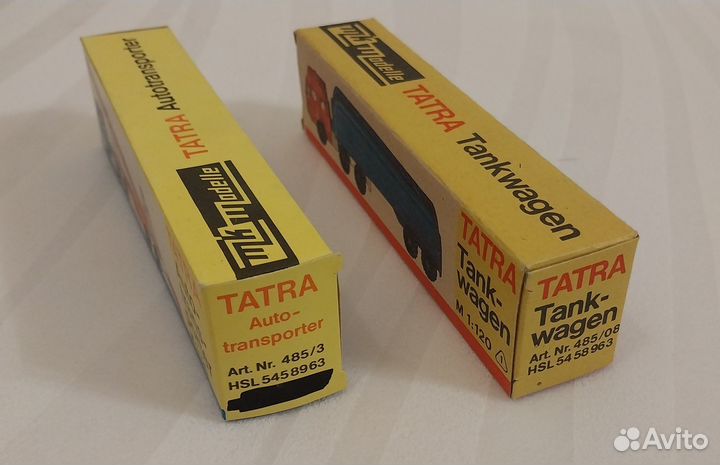 mk Modelle
TATRA Autotransporter
TATRA
Auto-
transporter
Art. Nr. 485/3
HSL 5458963
mk Modelle
TATRA Tankwagen
TATRA
Tank-
wagen
M 1:120
TATRA
Tank-
wagen
Art. Nr. 485/08
HSL 5458963
Avito